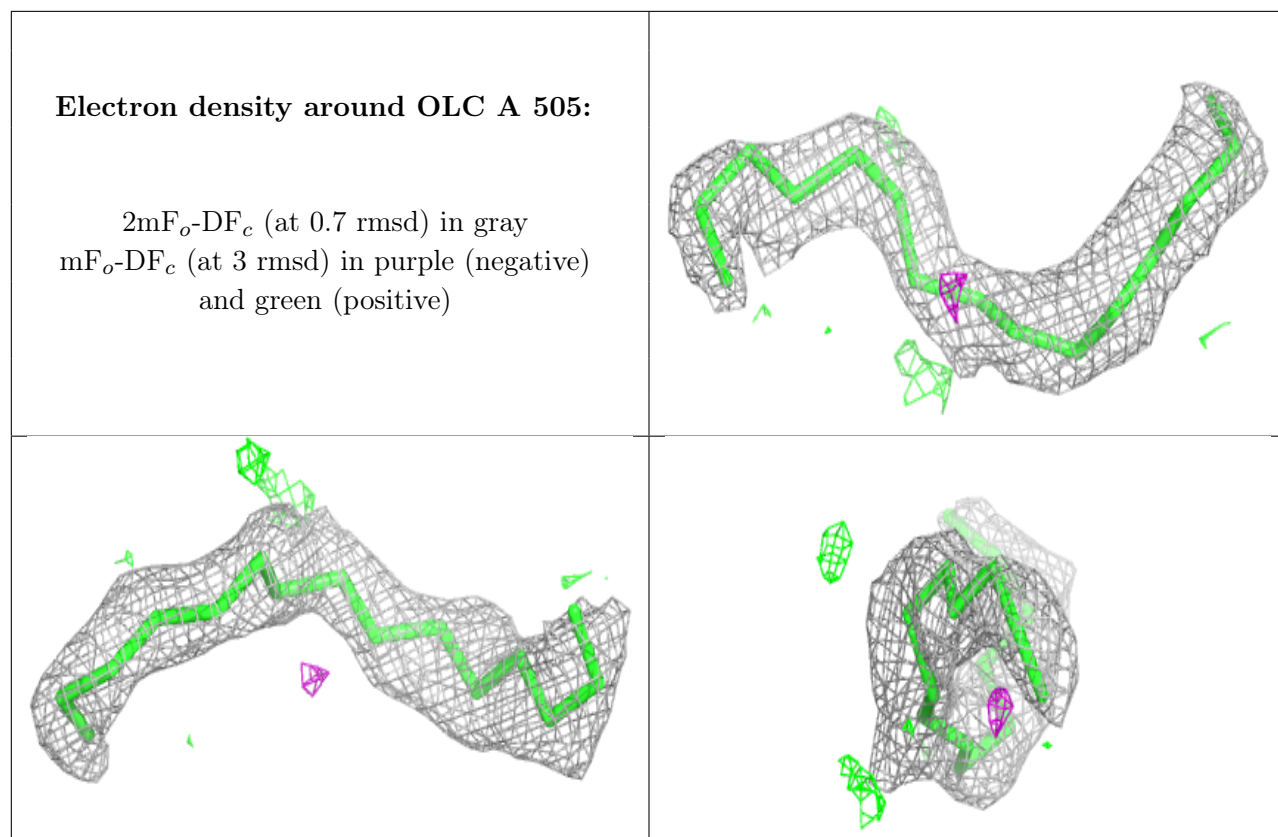 Electron density around OLC A 505:
2mFo-DFc (at 0.7 rmsd) in gray
mFo-DFc (at 3 rmsd) in purple (negative)
and green (positive)